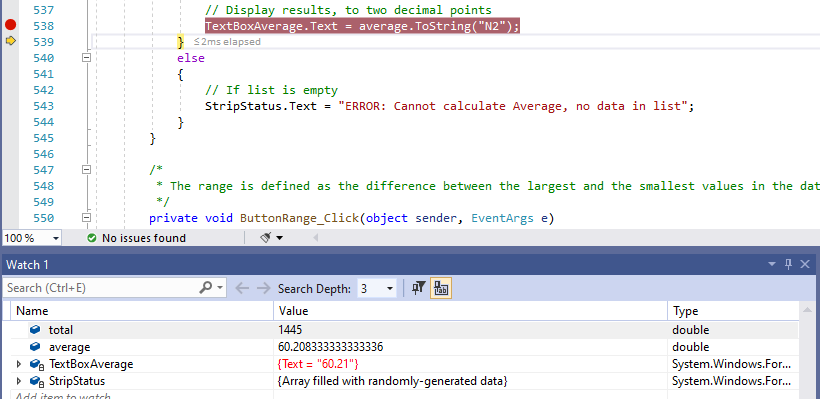 537 // Display results, to two decimal points
538 TextBoxAverage.Text = average.ToString("N2");
539 } ≤2ms elapsed
540 else
541 {
542 // If list is empty
543 StripStatus.Text = "ERROR: Cannot calculate Average, no data in list";
544 }
545 }
546
547 /*
548 * The range is defined as the difference between the largest and the smallest values in the dat
549 */
550 private void ButtonRange_Click(object sender, EventArgs e)
100 % No issues found
Watch 1
Search (Ctrl+E) Search Depth: 3
Name Value Type
total 1445 double
average 60.208333333333336 double
TextBoxAverage {Text = "60.21"} System.Windows.For...
StripStatus {Array filled with randomly-generated data} System.Windows.For...
Add item to watch